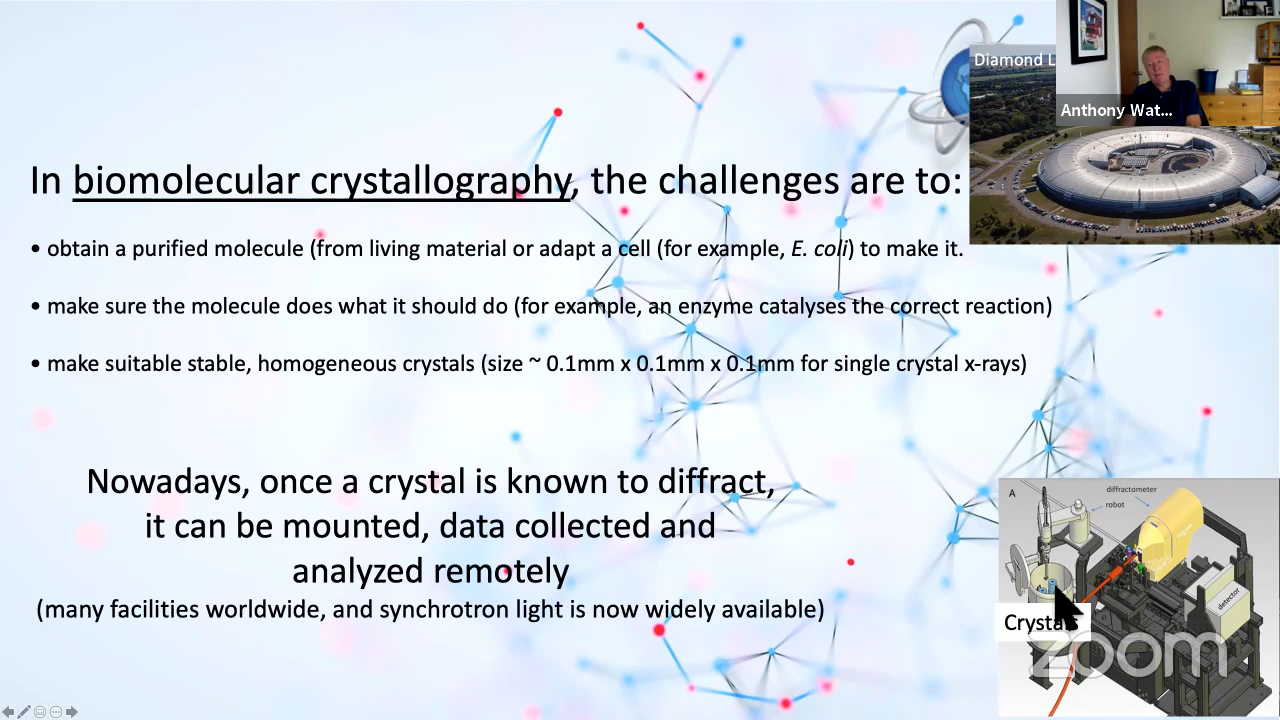 Diamond L
Anthony Wat...
In biomolecular crystallography, the challenges are to:
• obtain a purified molecule (from living material or adapt a cell (for example, E. coli) to make it.
• make sure the molecule does what it should do (for example, an enzyme catalyses the correct reaction)
• make suitable stable, homogeneous crystals (size ~ 0.1mm x 0.1mm x 0.1mm for single crystal x-rays)
Nowadays, once a crystal is known to diffract,
it can be mounted, data collected and
analyzed remotely
(many facilities worldwide, and synchrotron light is now widely available)
A
diffractometer
robot
detector
Crystals
zoom